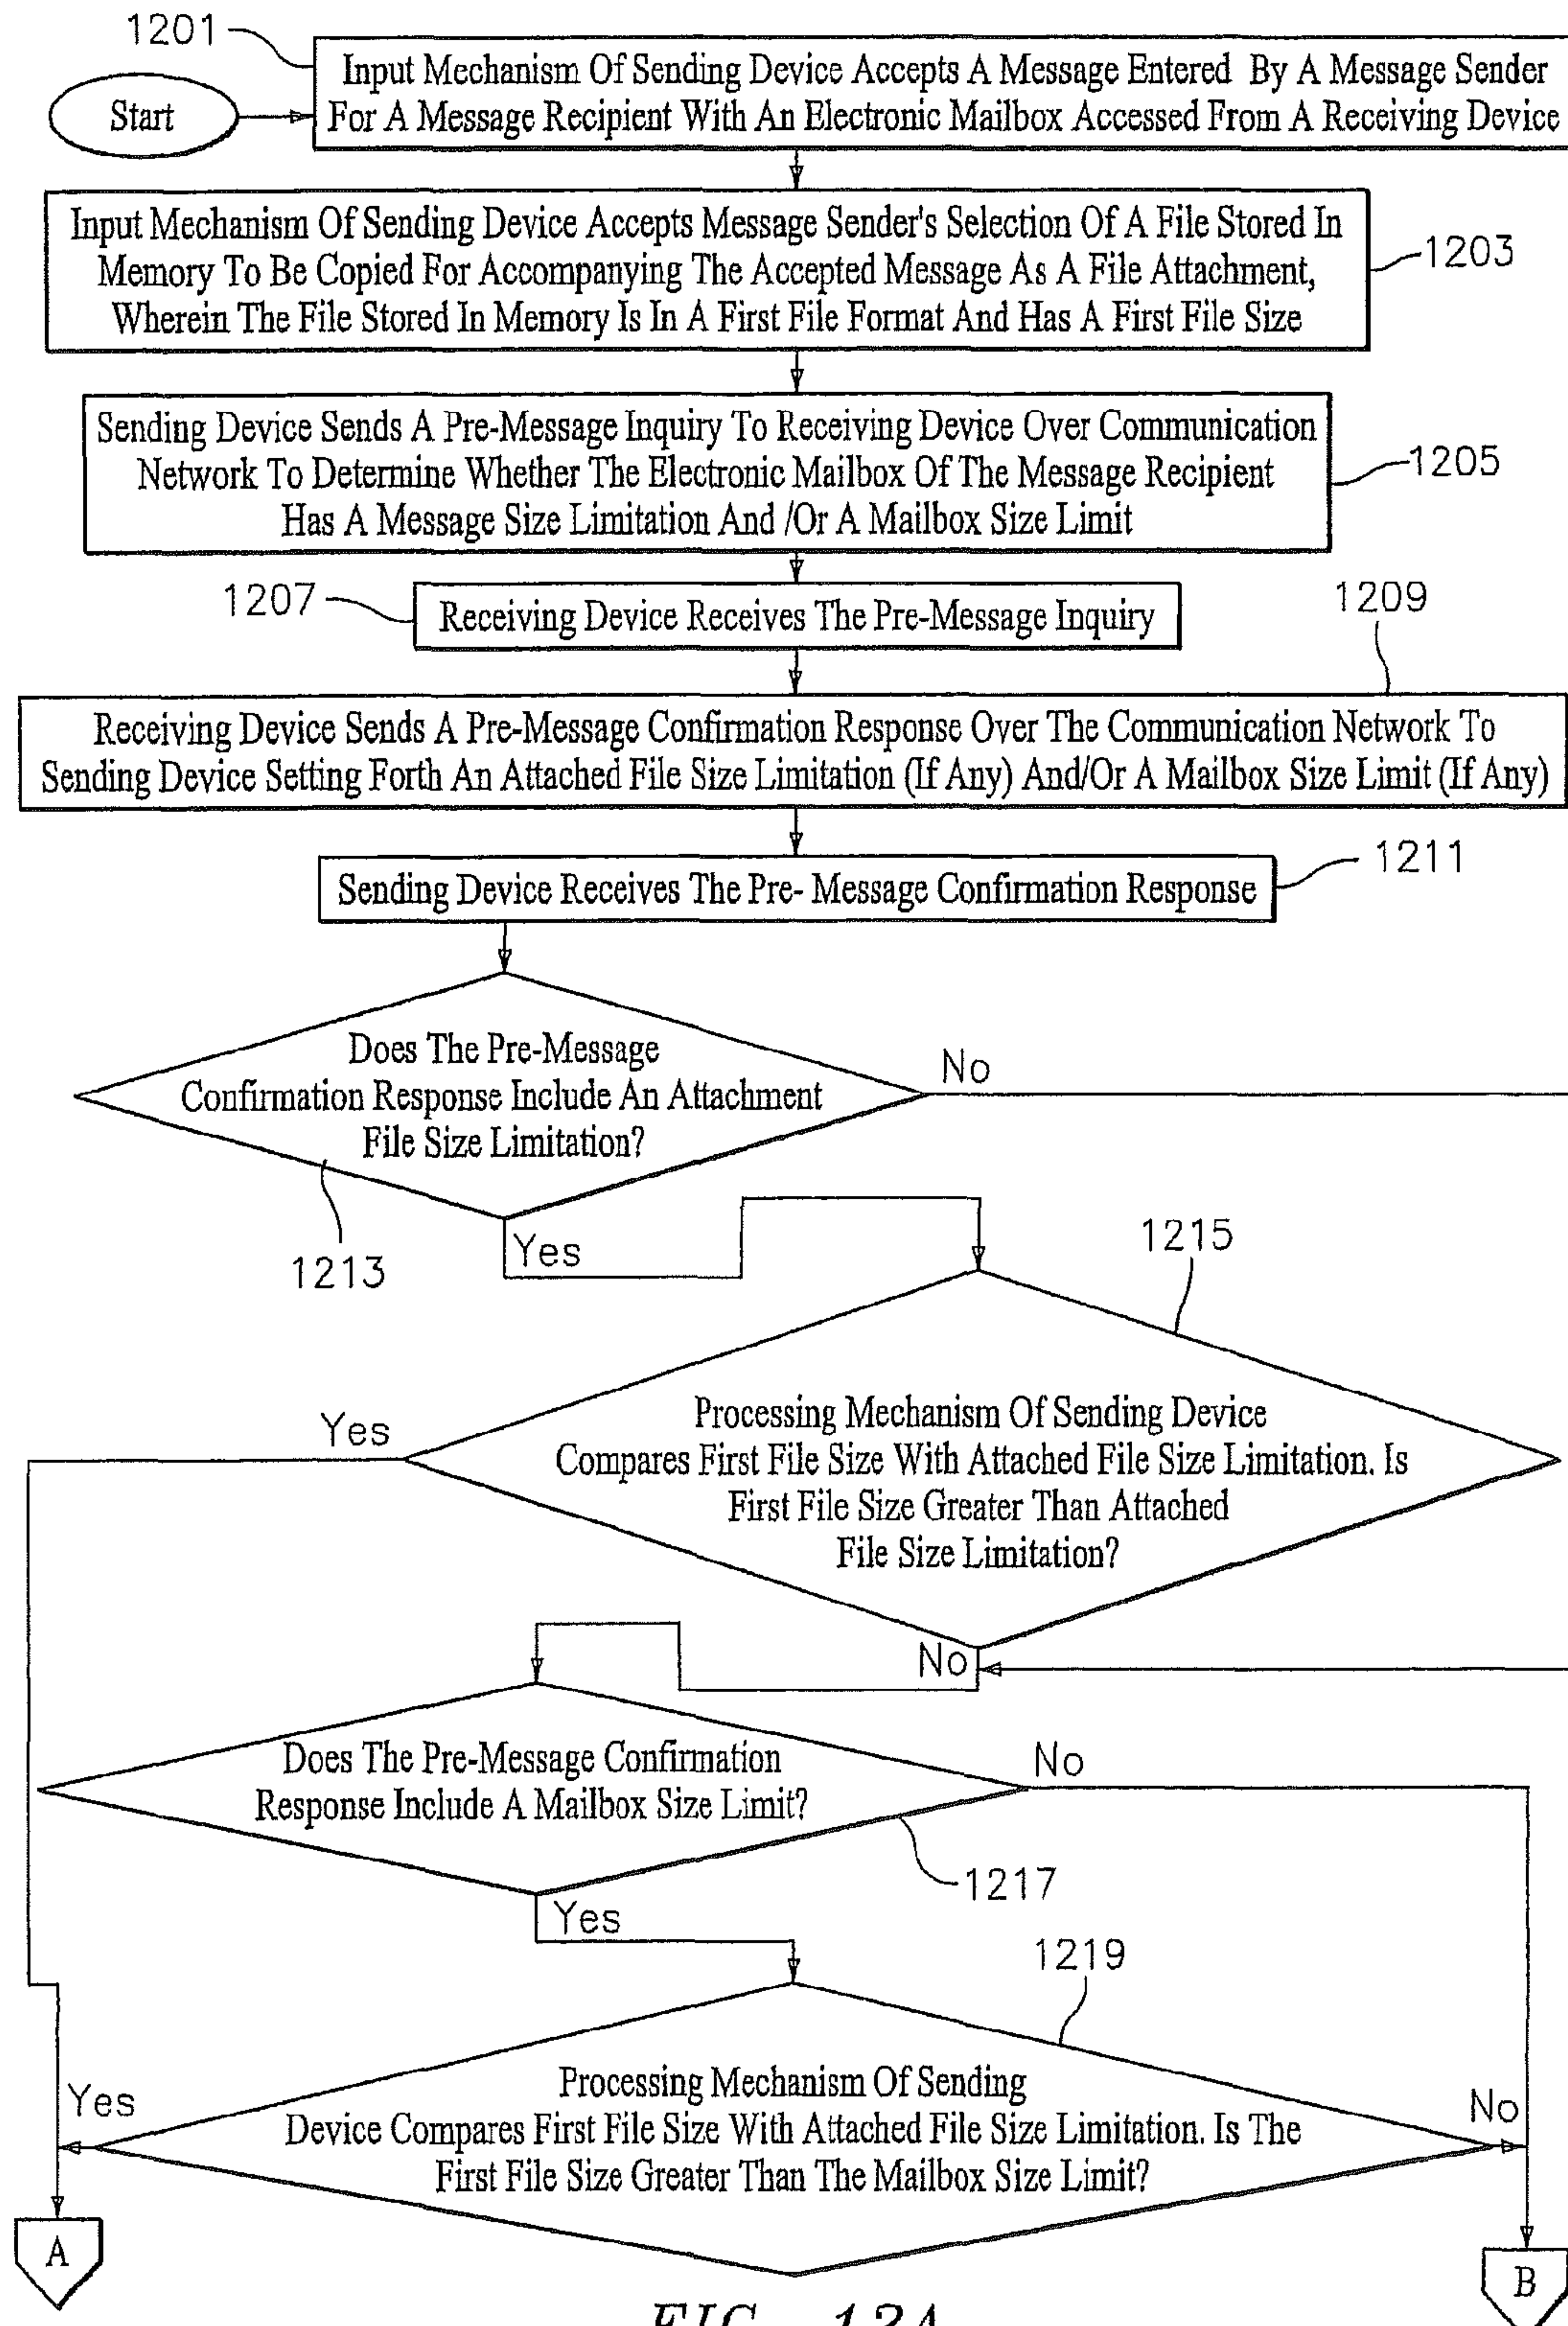 1201
Input Mechanism Of Sending Device Accepts A Message Entered By A Message Sender
For A Message Recipient With An Electronic Mailbox Accessed From A Receiving Device
Start
Input Mechanism Of Sending Device Accepts Message Sender's Selection Of A File Stored In
Memory To Be Copied For Accompanying The Accepted Message As A File Attachment,
Wherein The File Stored In Memory Is In A First File Format And Has A First File Size
1203
Sending Device Sends A Pre-Message Inquiry To Receiving Device Over Communication
Network To Determine Whether The Electronic Mailbox Of The Message Recipient
Has A Message Size Limitation And /Or A Mailbox Size Limit
1205
1207
Receiving Device Receives The Pre-Message Inquiry
1209
Receiving Device Sends A Pre-Message Confirmation Response Over The Communication Network To
Sending Device Setting Forth An Attached File Size Limitation (If Any) And/Or A Mailbox Size Limit (If Any)
1211
Sending Device Receives The Pre- Message Confirmation Response
Does The Pre-Message
Confirmation Response Include An Attachment
File Size Limitation?
No
1213
Yes
1215
Processing Mechanism Of Sending Device
Compares First File Size With Attached File Size Limitation. Is
First File Size Greater Than Attached
File Size Limitation?
Yes
No
Does The Pre-Message Confirmation
Response Include A Mailbox Size Limit?
No
1217
Yes
1219
Processing Mechanism Of Sending
Device Compares First File Size With Attached File Size Limitation. Is The
First File Size Greater Than The Mailbox Size Limit?
Yes
No
A
B
FIG. 12A